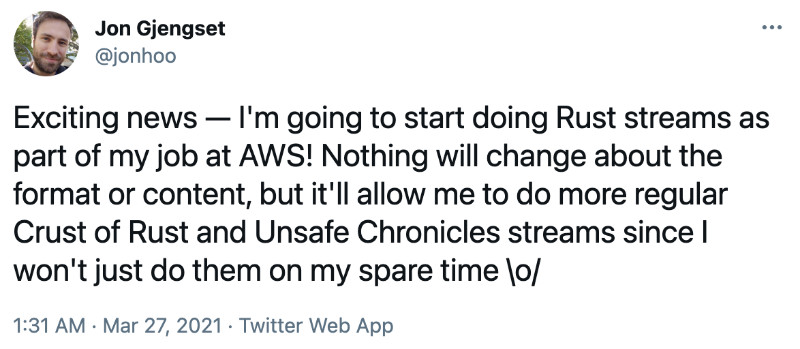 Jon Gjengset
@jonhoo
Exciting news — I'm going to start doing Rust streams as
part of my job at AWS! Nothing will change about the
format or content, but it'll allow me to do more regular
Crust of Rust and Unsafe Chronicles streams since I
won't just do them on my spare time \o/
1:31 AM · Mar 27, 2021 · Twitter Web App